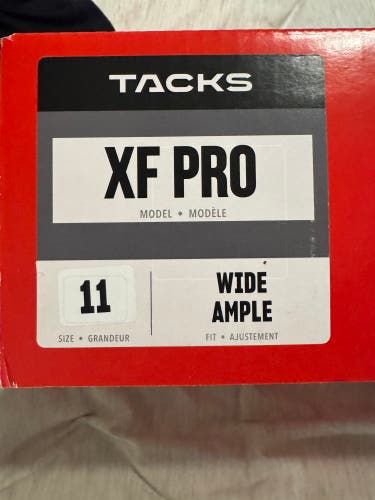 TACKS
XF PRO
MODEL • MODÈLE
11
SIZE • GRANDEUR
WIDE
AMPLE
FIT • AJUSTEMENT